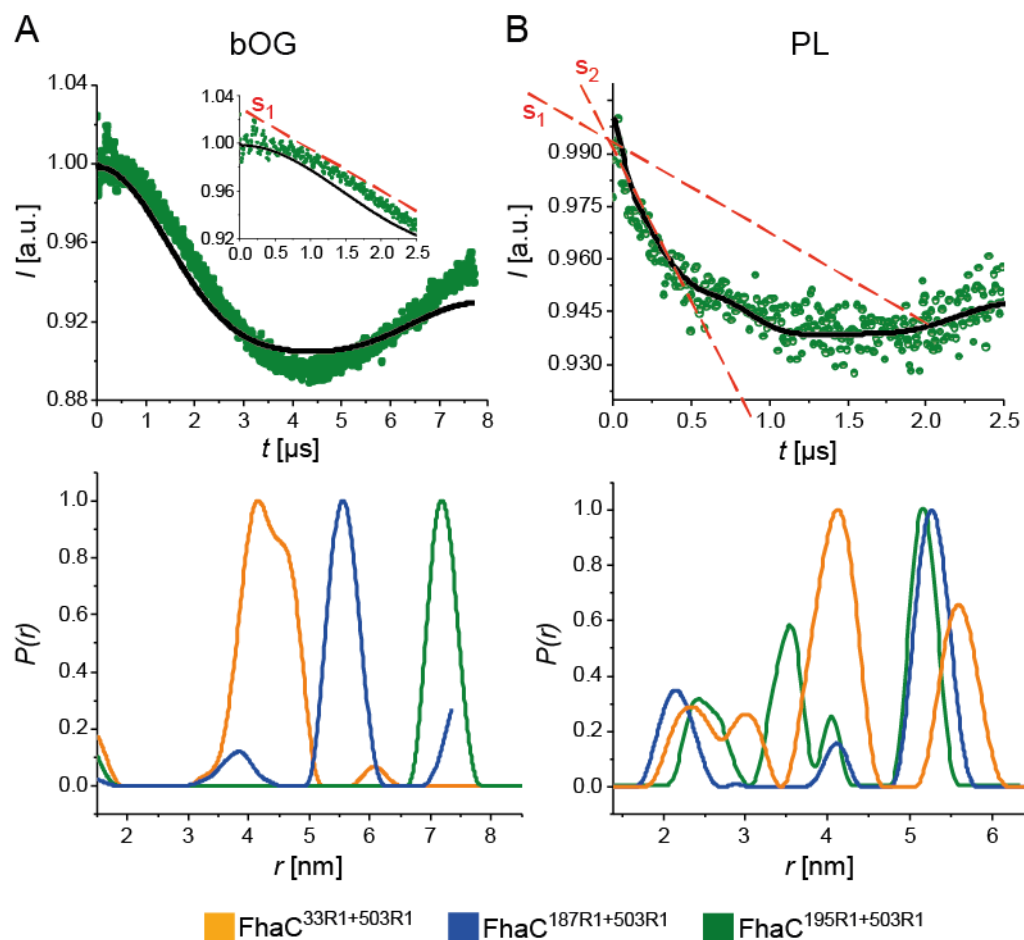 A
bOG
1.04
1.00
0.96
0.92
0.88
I [a.u.]
0 1 2 3 4 5 6 7 8
t [µs]
1.04
1.00
0.96
0.92
0.0 0.5 1.0 1.5 2.0 2.5
s1
B
PL
s2
s1
0.990
0.975
0.960
0.945
0.930
I [a.u.]
0.0 0.5 1.0 1.5 2.0 2.5
t [µs]
1.0
0.8
0.6
0.4
0.2
0.0
P(r)
2 3 4 5 6 7 8
r [nm]
1.0
0.8
0.6
0.4
0.2
0.0
P(r)
2 3 4 5 6
r [nm]
FhaC33R1+503R1 FhaC187R1+503R1 FhaC195R1+503R1